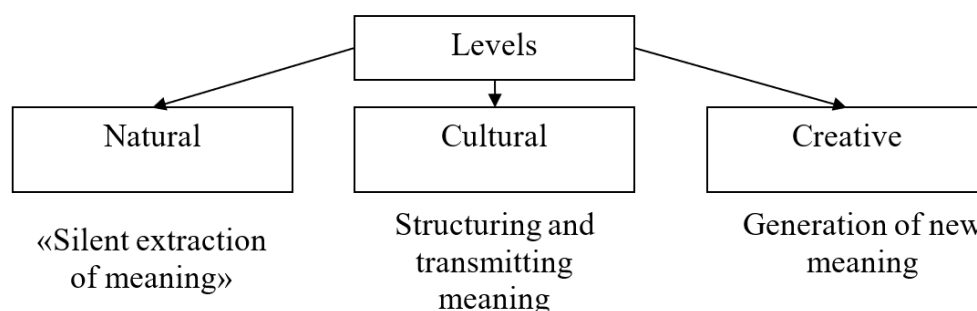 Levels
Natural
Cultural
Creative
«Silent extraction
of meaning»
Structuring and
transmitting
meaning
Generation of new
meaning